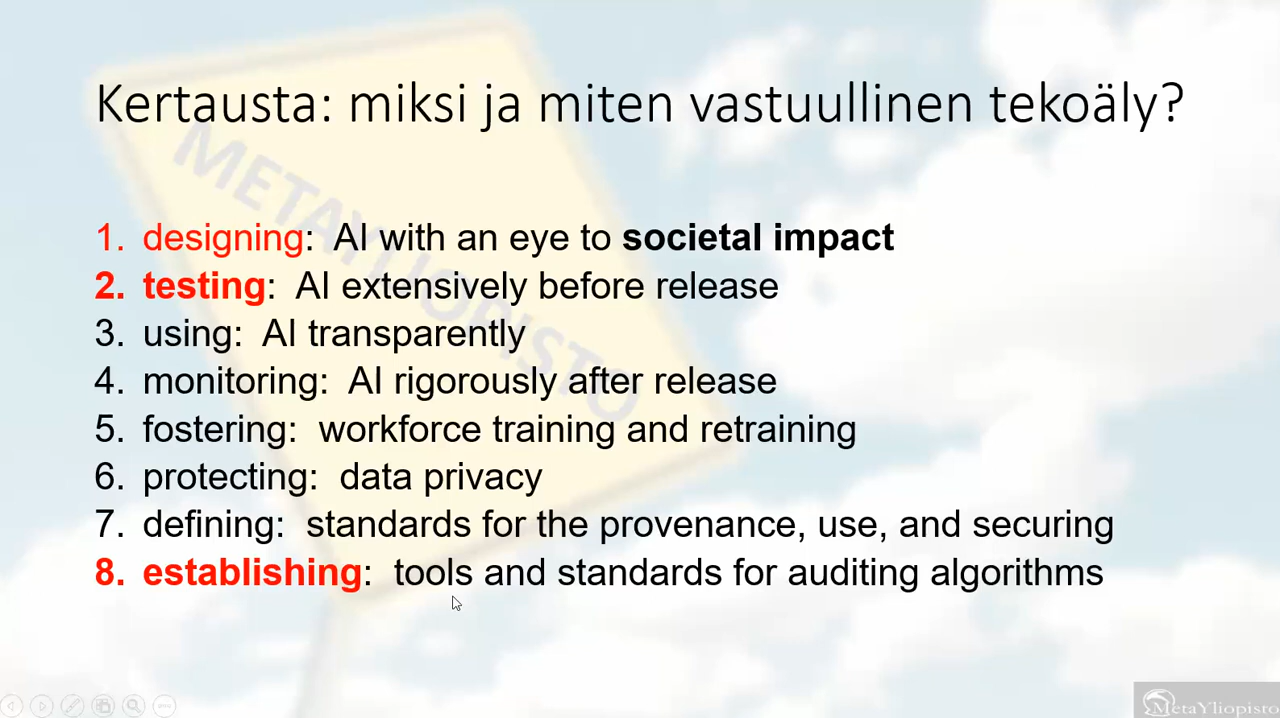 Kertausta: miksi ja miten vastuullinen tekoäly?
METAYLIOPISTO
1. designing: AI with an eye to societal impact
2. testing: AI extensively before release
3. using: AI transparently
4. monitoring: AI rigorously after release
5. fostering: workforce training and retraining
6. protecting: data privacy
7. defining: standards for the provenance, use, and securing
8. establishing: tools and standards for auditing algorithms
MetaYliopisto